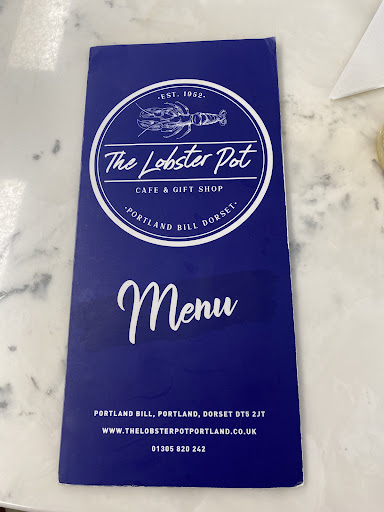 ·EST. 1952·
The Lobster Pot
CAFE & GIFT SHOP
·PORTLAND BILL DORSET·
Menu
PORTLAND BILL, PORTLAND, DORSET DT5 2JT
WWW.THELOBSTERPOTPORTLAND.CO.UK
01305 820 242